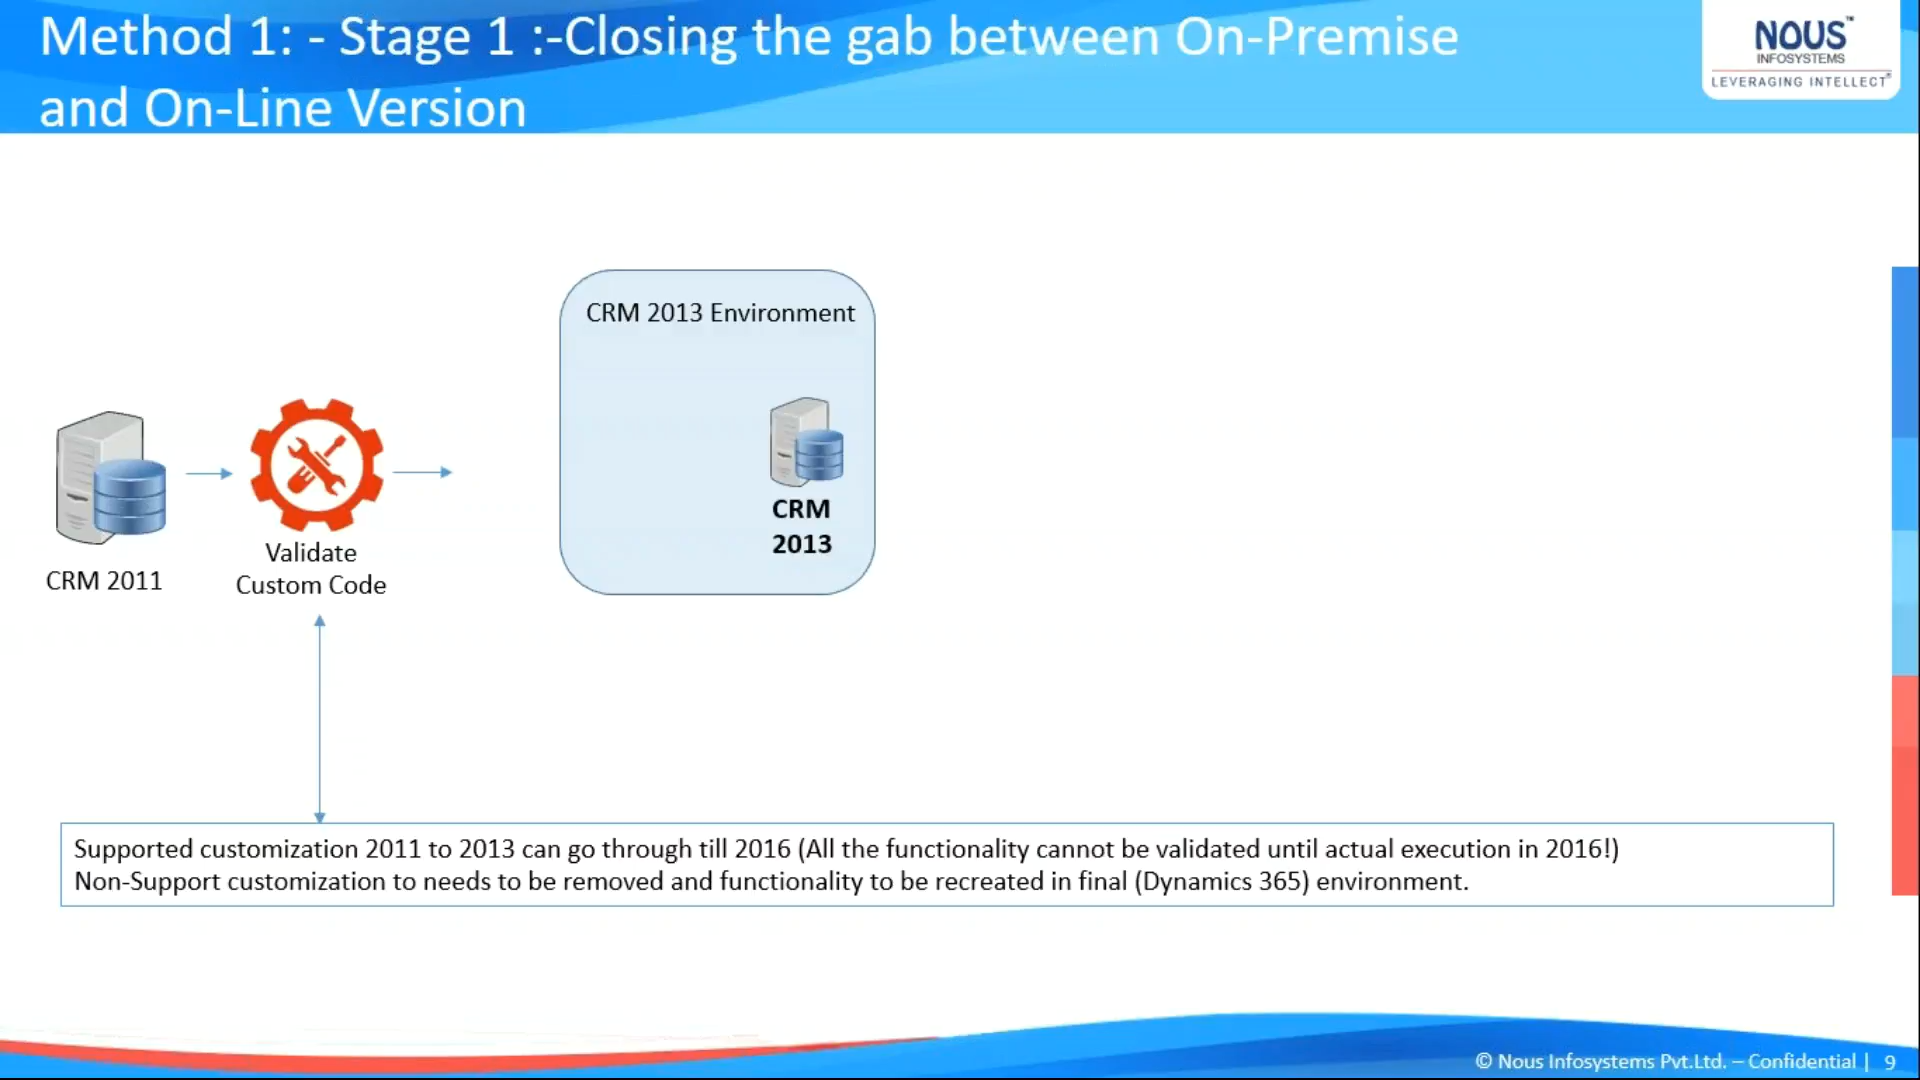 Method 1: - Stage 1 :-Closing the gab between On-Premise
and On-Line Version
NOUS™
INFOSYSTEMS
LEVERAGING INTELLECT®
CRM 2013 Environment
CRM
2013
CRM 2011
Validate
Custom Code
Supported customization 2011 to 2013 can go through till 2016 (All the functionality cannot be validated until actual execution in 2016!)
Non-Support customization to needs to be removed and functionality to be recreated in final (Dynamics 365) environment.
© Nous Infosystems Pvt.Ltd. – Confidential | 9